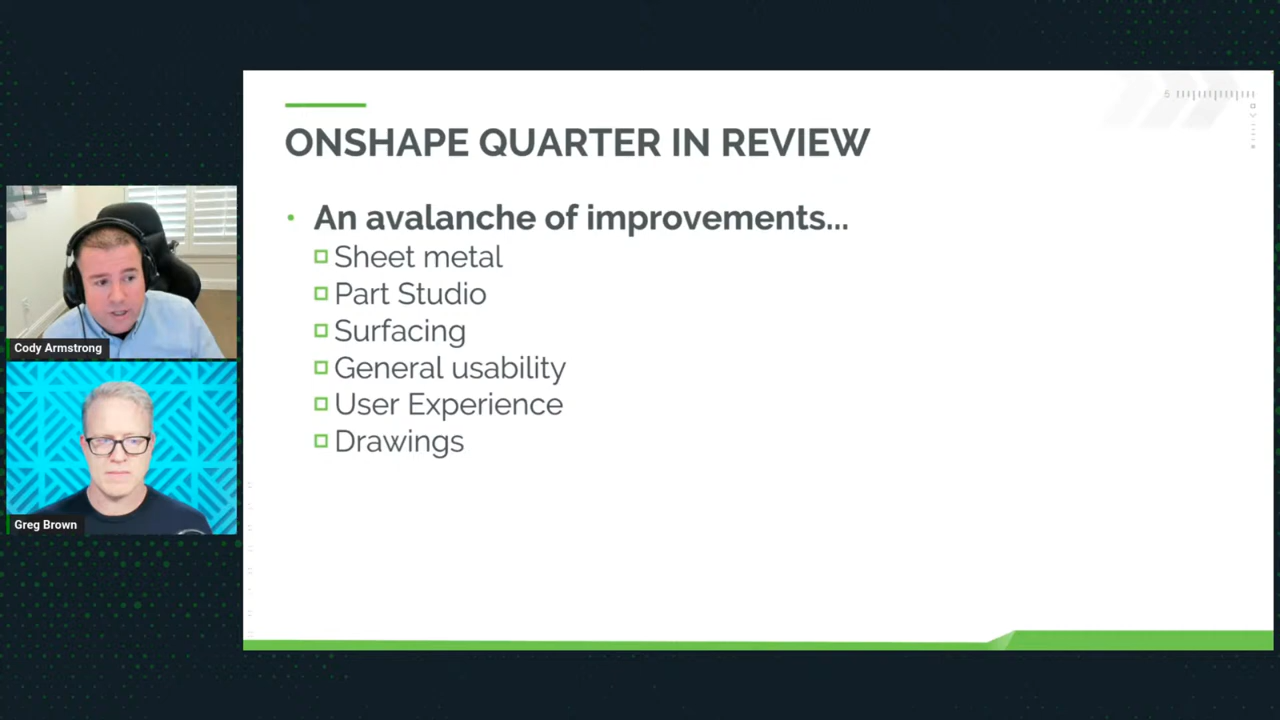 ONSHAPE QUARTER IN REVIEW
An avalanche of improvements...
Sheet metal
Part Studio
Surfacing
General usability
User Experience
Drawings
Cody Armstrong
Greg Brown
5